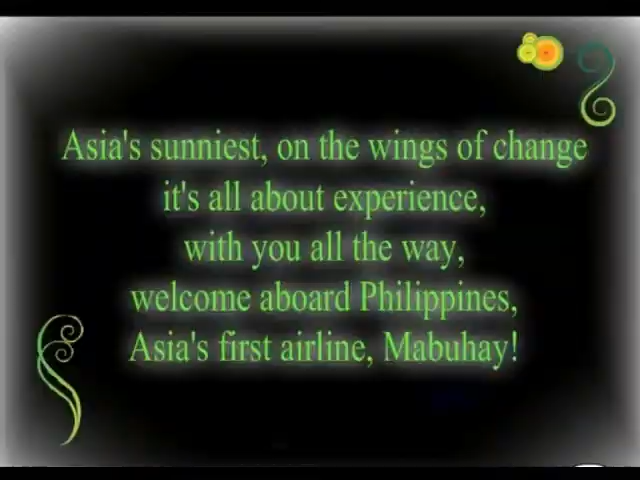 Asia's sunniest, on the wings of change
it's all about experience,
with you all the way,
welcome aboard Philippines,
Asia's first airline, Mabuhay!